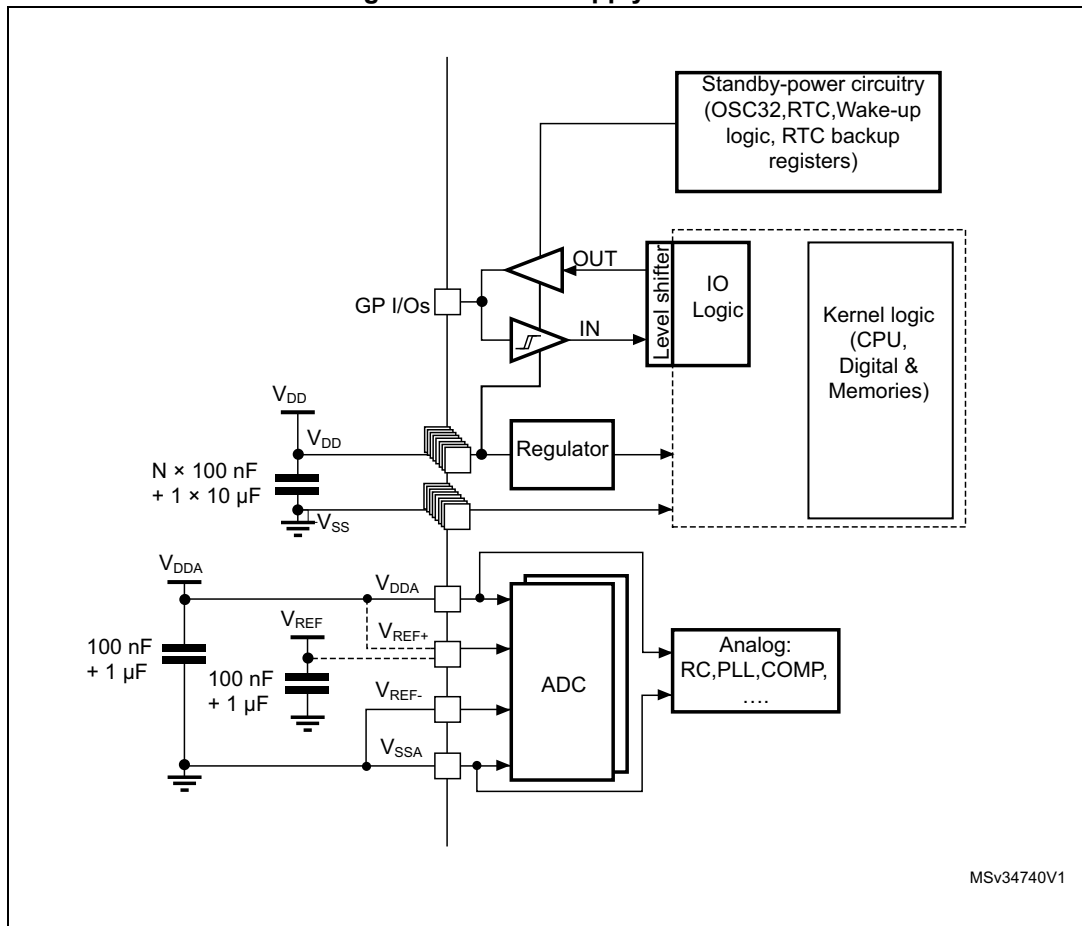 Standby-power circuitry
(OSC32,RTC,Wake-up
logic, RTC backup
registers)
OUT
Level shifter
IO
Logic
GP I/Os
IN
Kernel logic
(CPU,
Digital &
Memories)
VDD
VDD
Regulator
N × 100 nF
+ 1 × 10 µF
VSS
VDDA
VDDA
VREF
VREF+
100 nF
+ 1 µF
100 nF
+ 1 µF
ADC
Analog:
RC,PLL,COMP,
....
VREF-
VSSA
MSv34740V1